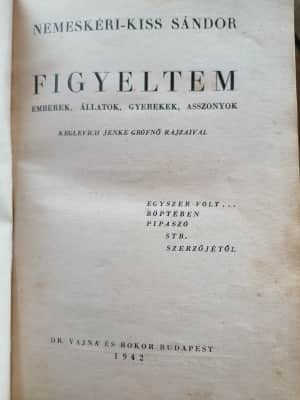 NEMESKÉRI-KISS SÁNDOR
FIGYELTEM
EMBEREK, ÁLLATOK, GYEREKEK, ASSZONYOK
KEGLEVICH JENKE GRÓFNŐ RAJZAIVAL
EGYSZER VOLT...
RÖPTÉBEN
PIPASZÓ
STB.
SZERZŐJÉTŐL
DR. VAJNA ÉS BOKOR BUDAPEST
1942